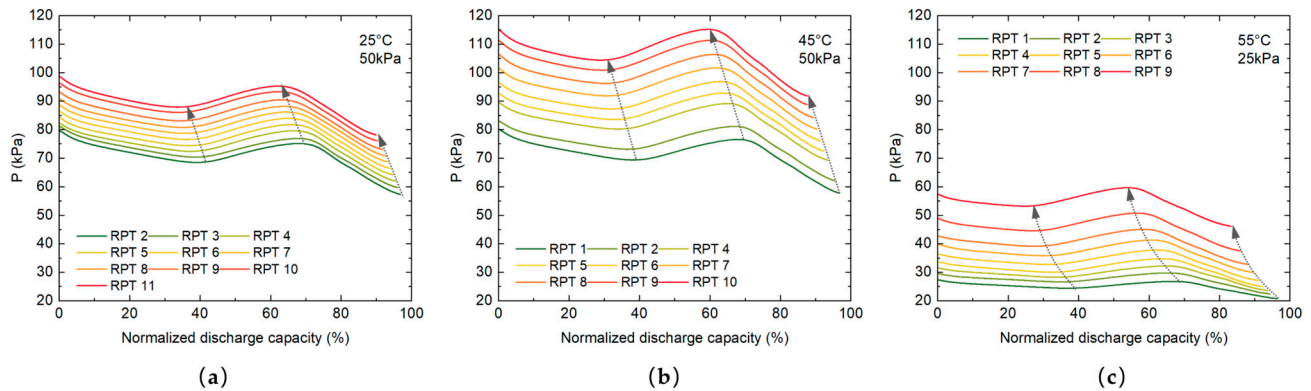 120
110
100
90
80
70
60
50
40
30
20
P (kPa)
25°C
50kPa
RPT 2 RPT 3 RPT 4
RPT 5 RPT 6 RPT 7
RPT 8 RPT 9 RPT 10
RPT 11
0 20 40 60 80 100
Normalized discharge capacity (%)
(a)
120
110
100
90
80
70
60
50
40
30
20
P (kPa)
45°C
50kPa
RPT 1 RPT 2 RPT 4
RPT 5 RPT 6 RPT 7
RPT 8 RPT 9 RPT 10
0 20 40 60 80 100
Normalized discharge capacity (%)
(b)
120
110
100
90
80
70
60
50
40
30
20
P (kPa)
RPT 1 RPT 2 RPT 3
RPT 4 RPT 5 RPT 6
RPT 7 RPT 8 RPT 9
55°C
25kPa
0 20 40 60 80 100
Normalized discharge capacity (%)
(c)